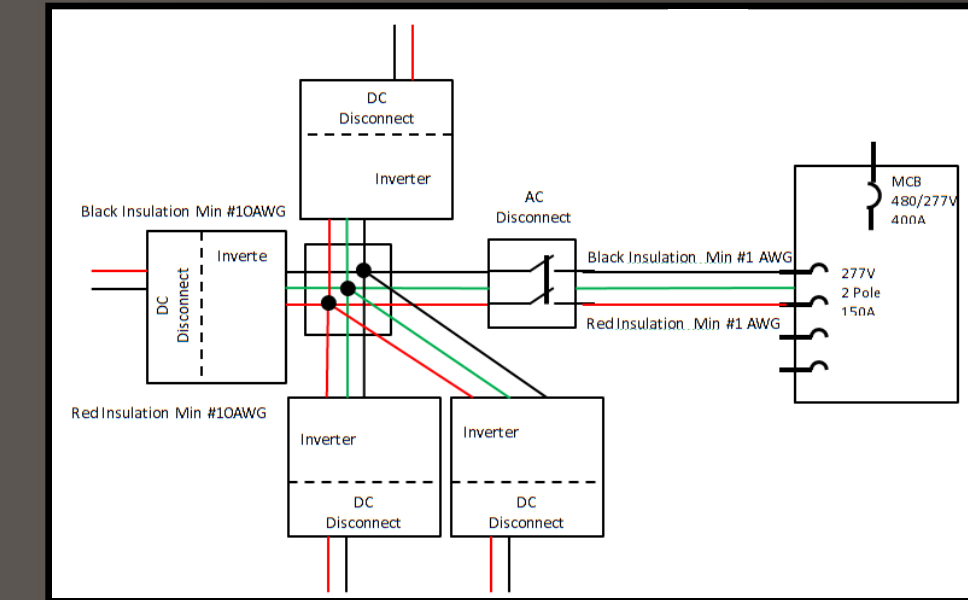 DC
Disconnect
Inverter
Black Insulation Min #10AWG
Inverte
DC
Disconnect
Red Insulation Min #10AWG
AC
Disconnect
Black Insulation Min #1 AWG
Red Insulation Min #1 AWG
MCB
480/277V
400A
277V
2 Pole
150A
Inverter
DC
Disconnect
Inverter
DC
Disconnect